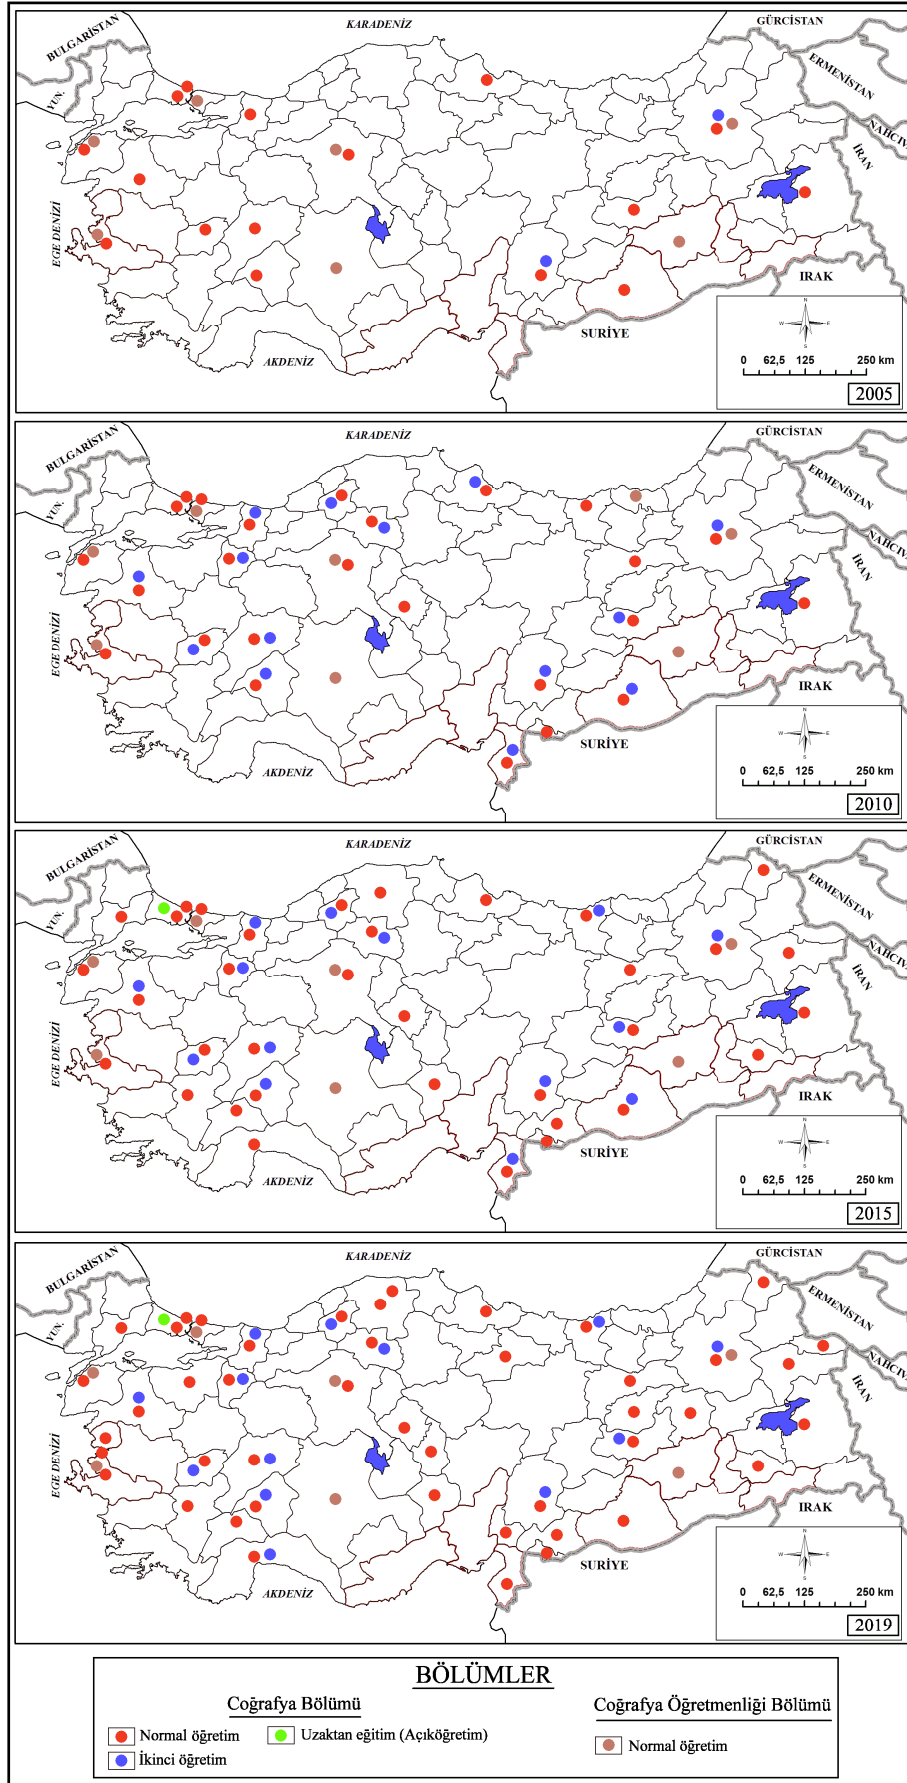 KARADENİZ
GÜRCİSTAN
BULGARİSTAN
ERMENİSTAN
YUN.
NAHCIV
İRAN
EGE DENİZİ
IRAK
SURİYE
AKDENİZ
N
W E
S
0 62,5 125 250 km
2005
KARADENİZ
GÜRCİSTAN
BULGARİSTAN
ERMENİSTAN
YUN.
NAHCIV
İRAN
EGE DENİZİ
IRAK
SURİYE
AKDENİZ
N
W E
S
0 62,5 125 250 km
2010
KARADENİZ
GÜRCİSTAN
BULGARİSTAN
ERMENİSTAN
YUN.
NAHCIVA
İRAN
EGE DENİZİ
IRAK
SURİYE
AKDENİZ
N
W E
S
0 62,5 125 250 km
2015
KARADENİZ
GÜRCİSTAN
BULGARİSTAN
ERMENİSTAN
YUN.
NAHCIV
İRAN
EGE DENİZİ
IRAK
SURİYE
AKDENİZ
N
W E
S
0 62,5 125 250 km
2019
BÖLÜMLER
Coğrafya Bölümü
Coğrafya Öğretmenliği Bölümü
Normal öğretim
Uzaktan eğitim (Açıköğretim)
Normal öğretim
İkinci öğretim